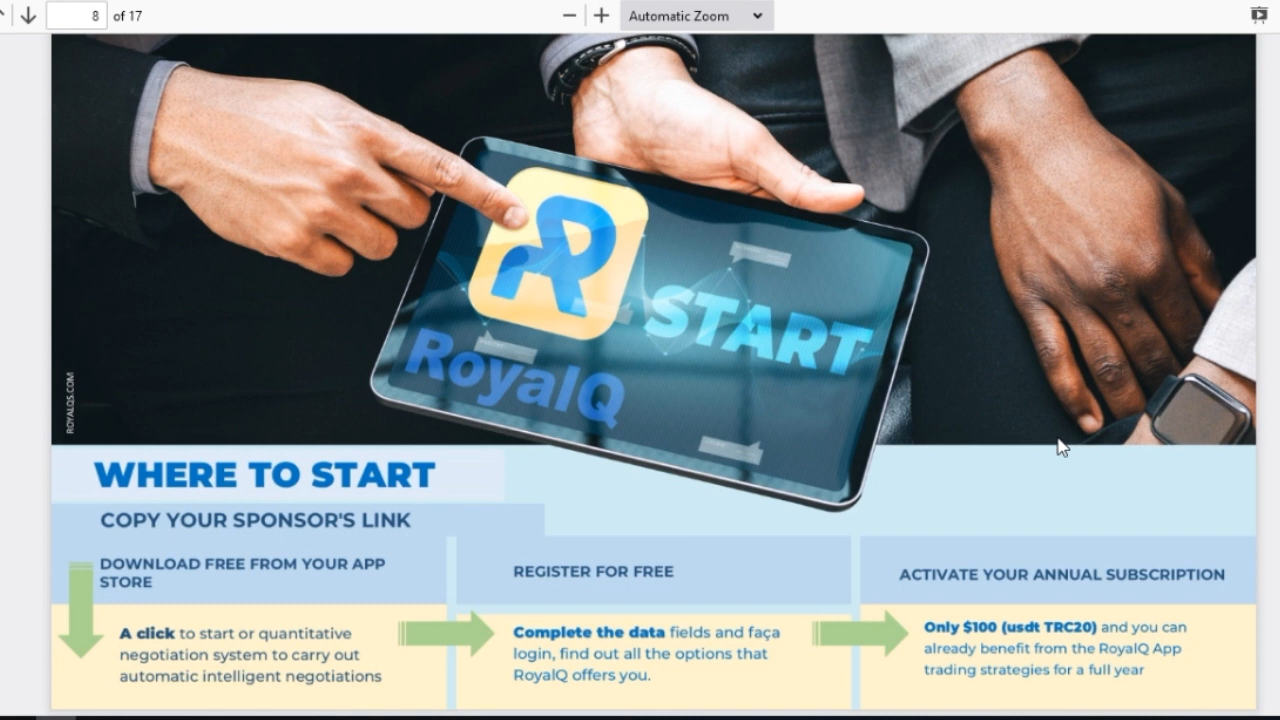 8 of 17
Automatic Zoom
R
START
RoyalQ
ROYALQS.COM
WHERE TO START
COPY YOUR SPONSOR'S LINK
DOWNLOAD FREE FROM YOUR APP
STORE
A click to start or quantitative
negotiation system to carry out
automatic intelligent negotiations
REGISTER FOR FREE
Complete the data fields and faça
login, find out all the options that
RoyalQ offers you.
ACTIVATE YOUR ANNUAL SUBSCRIPTION
Only $100 (usdt TRC20) and you can
already benefit from the RoyalQ App
trading strategies for a full year